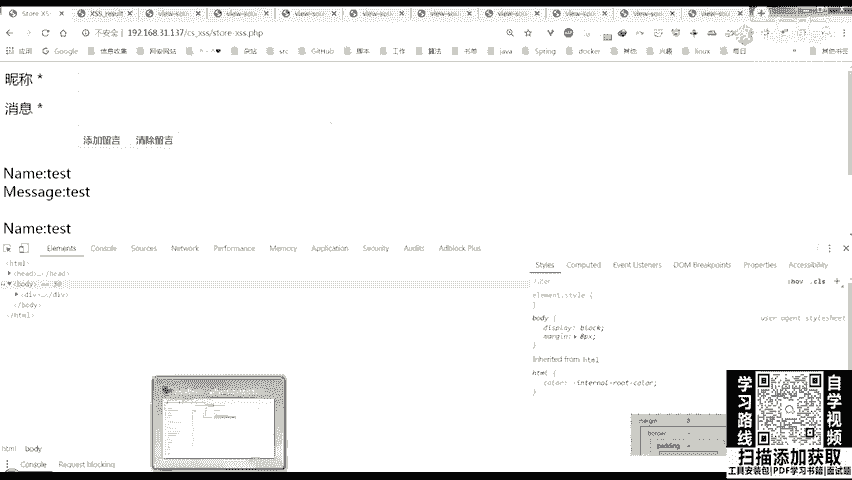 Store XS
XSS_result
view-sou
view-sou
view-sou
view-sou
view-sou
view-sou
view-sou
view-sou
不安全 | 192.168.31.137/cs_xss/store-xss.php
应用 Google 信息收集 网安网站 杂站 src GitHub 脚本 工作 算法 书单 java Spring docker 其他 兴趣 linux 每日 其他书签
昵称 *
消息 *
添加留言 清除留言
Name:test
Message:test
Name:test
Elements Console Sources Network Performance Memory Application Security Audits Adblock Plus
<html>
<head>…</head>
<body> == $0
<div>…</div>
</body>
</html>
Styles Computed Event Listeners DOM Breakpoints Properties Accessibility
Filter :hov .cls +
element.style {
}
body { user agent stylesheet
display: block;
margin: 8px;
}
Inherited from html
html {
color: -internal-root-color;
}
margin 8
border -
padding -
html body
Console Request blocking
学习路线
自学视频
扫描添加获取
工具安装包|PDF学习书籍|面试题